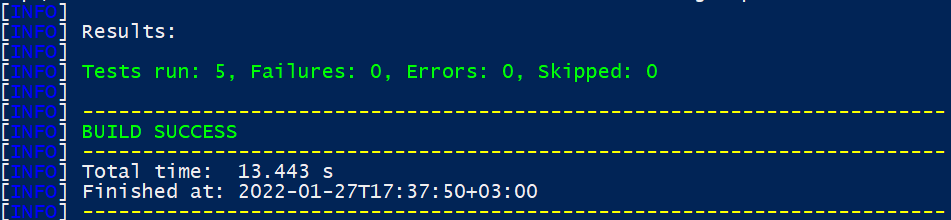 [INFO]
[INFO] Results:
[INFO]
[INFO] Tests run: 5, Failures: 0, Errors: 0, Skipped: 0
[INFO]
[INFO] ------------------------------------------------------------------------
[INFO] BUILD SUCCESS
[INFO] ------------------------------------------------------------------------
[INFO] Total time:  13.443 s
[INFO] Finished at: 2022-01-27T17:37:50+03:00
[INFO] ------------------------------------------------------------------------